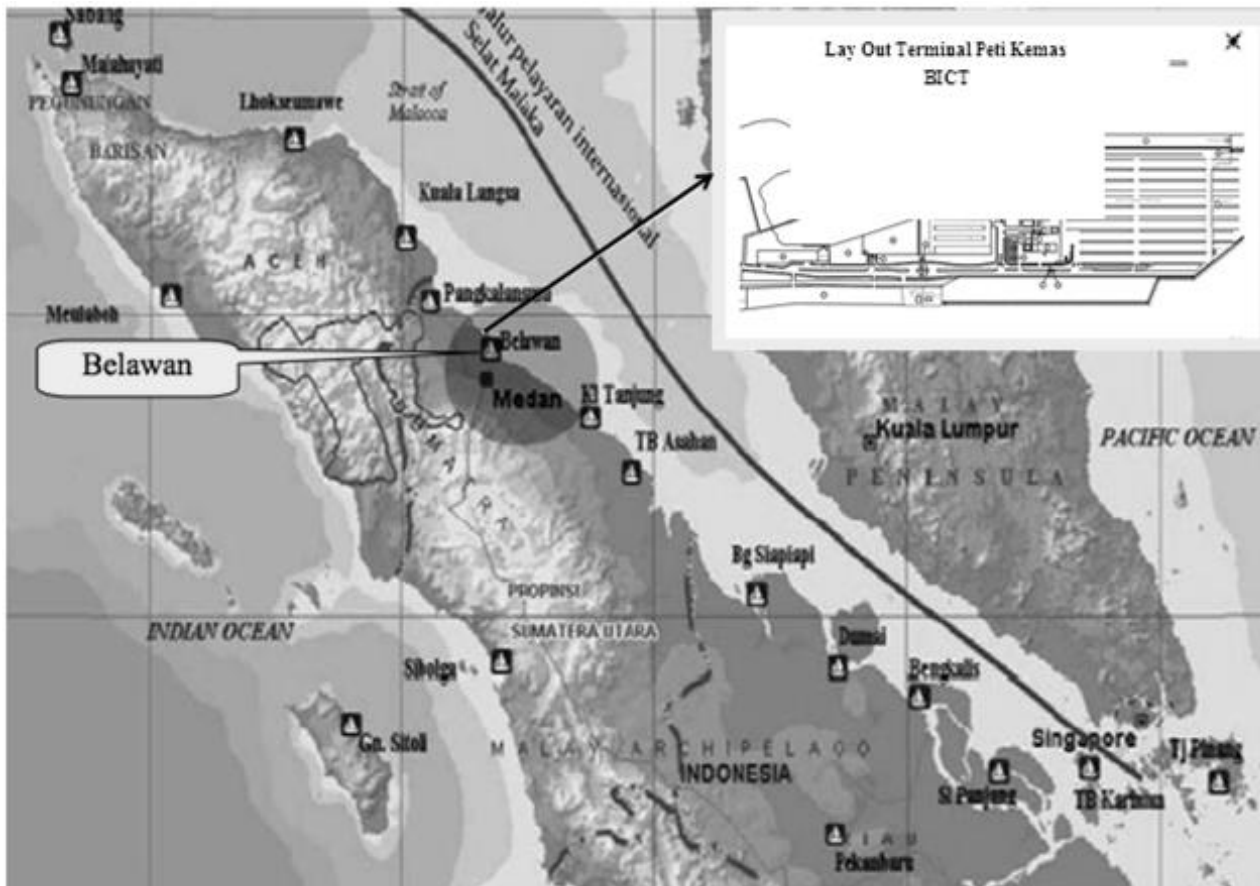 Sabang
Malahayati
PEGUNUNGAN
BARISAN
Lhokseumawe
Strait of
Malacca
Jalur pelayaran internasional
Selat Malaka
Lay Out Terminal Peti Kemas
BICT
Kuala Langsa
ACEH
Meulaboh
Pangkalansusu
Belawan
Belawan
Medan
Kl Tanjung
TB Asahan
MALAY
Kuala Lumpur
PENINSULA
PACIFIC OCEAN
Bg Siapiapi
PROPINSI
SUMATERA UTARA
INDIAN OCEAN
Sibolga
Dumai
Bengkalis
Gn. Sitoli
MALAY ARCHIPELAGO
INDONESIA
Singapore
Tj Pinang
Sl Panjang
TB Karimun
RIAU
Pekanbaru